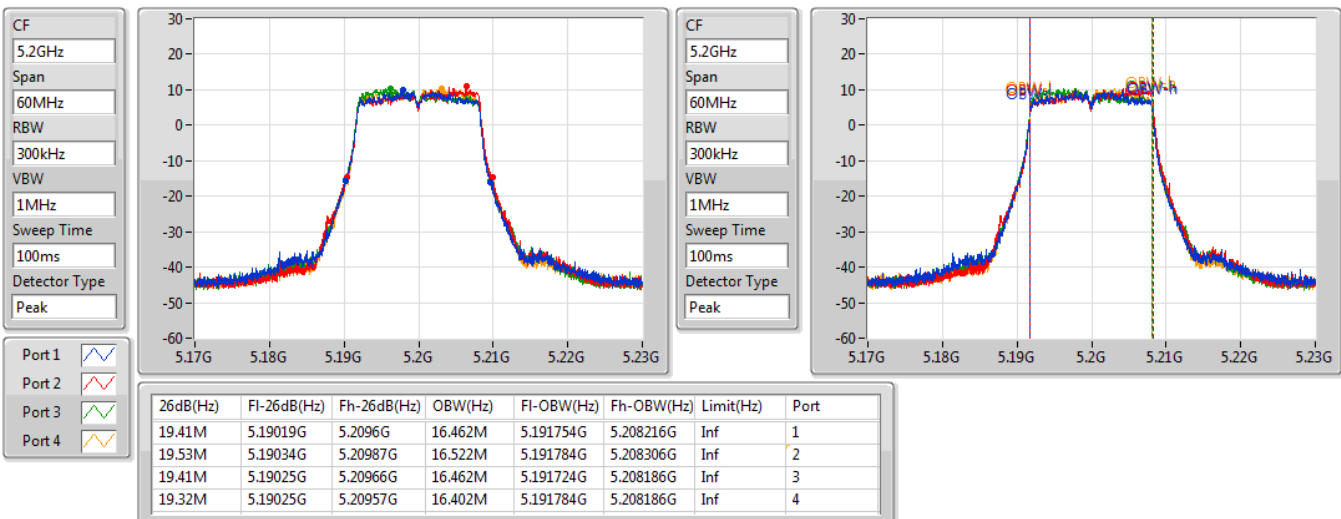 CF
5.2GHz
Span
60MHz
RBW
300kHz
VBW
1MHz
Sweep Time
100ms
Detector Type
Peak
30
20
10
0
-10
-20
-30
-40
-50
-60
5.17G 5.18G 5.19G 5.2G 5.21G 5.22G 5.23G
CF
5.2GHz
Span
60MHz
RBW
300kHz
VBW
1MHz
Sweep Time
100ms
Detector Type
Peak
30
20
10
0
-10
-20
-30
-40
-50
-60
OBW-h
5.17G 5.18G 5.19G 5.2G 5.21G 5.22G 5.23G
Port 1
Port 2
Port 3
Port 4
26dB(Hz) Fl-26dB(Hz) Fh-26dB(Hz) OBW(Hz) Fl-OBW(Hz) Fh-OBW(Hz) Limit(Hz) Port
19.41M 5.19019G 5.2096G 16.462M 5.191754G 5.208216G Inf 1
19.53M 5.19034G 5.20987G 16.522M 5.191784G 5.208306G Inf 2
19.41M 5.19025G 5.20966G 16.462M 5.191724G 5.208186G Inf 3
19.32M 5.19025G 5.20957G 16.402M 5.191784G 5.208186G Inf 4